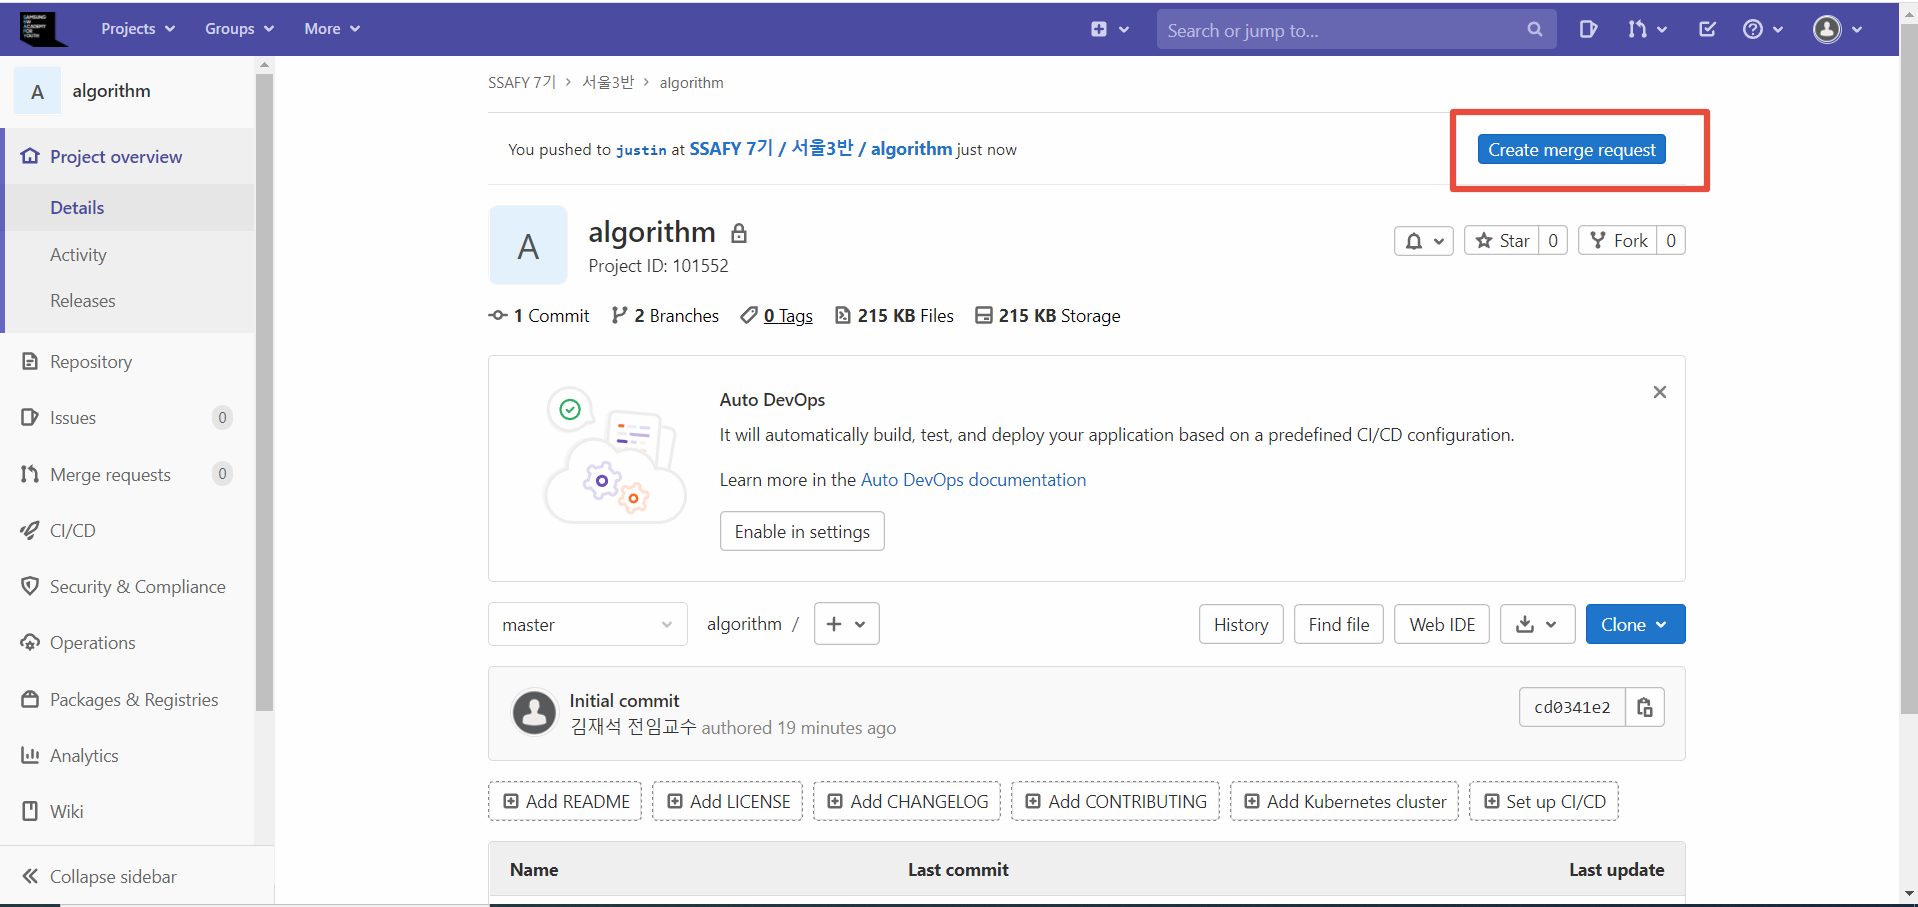 SAMSUNG
SW
ACADEMY
FOR
YOUTH
Projects
Groups
More
Search or jump to...
A
algorithm
Project overview
Details
Activity
Releases
Repository
Issues
0
Merge requests
0
CI/CD
Security & Compliance
Operations
Packages & Registries
Analytics
Wiki
Collapse sidebar
SSAFY 7기 > 서울3반 > algorithm
You pushed to justin at SSAFY 7기 / 서울3반 / algorithm just now
Create merge request
A
algorithm
Project ID: 101552
Star 0
Fork 0
1 Commit
2 Branches
0 Tags
215 KB Files
215 KB Storage
Auto DevOps
It will automatically build, test, and deploy your application based on a predefined CI/CD configuration.
Learn more in the Auto DevOps documentation
Enable in settings
master
algorithm /
History
Find file
Web IDE
Clone
Initial commit
김재석 전임교수 authored 19 minutes ago
cd0341e2
Add README
Add LICENSE
Add CHANGELOG
Add CONTRIBUTING
Add Kubernetes cluster
Set up CI/CD
Name
Last commit
Last update